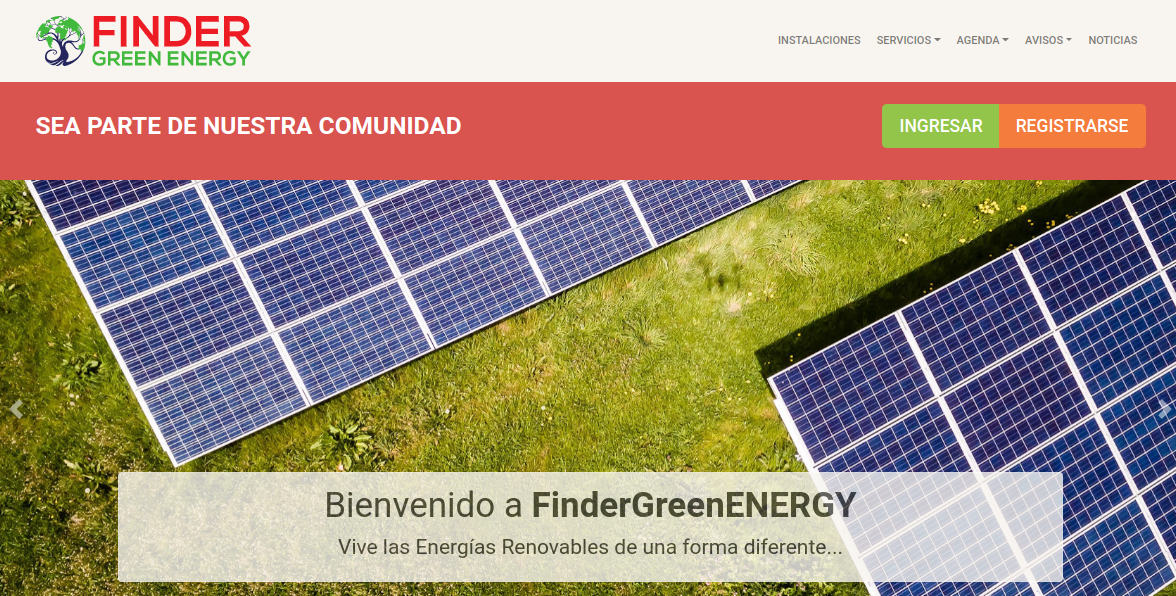 FINDER
GREEN ENERGY
INSTALACIONES SERVICIOS AGENDA AVISOS NOTICIAS
SEA PARTE DE NUESTRA COMUNIDAD
INGRESAR REGISTRARSE
Bienvenido a FinderGreenENERGY
Vive las Energías Renovables de una forma diferente...